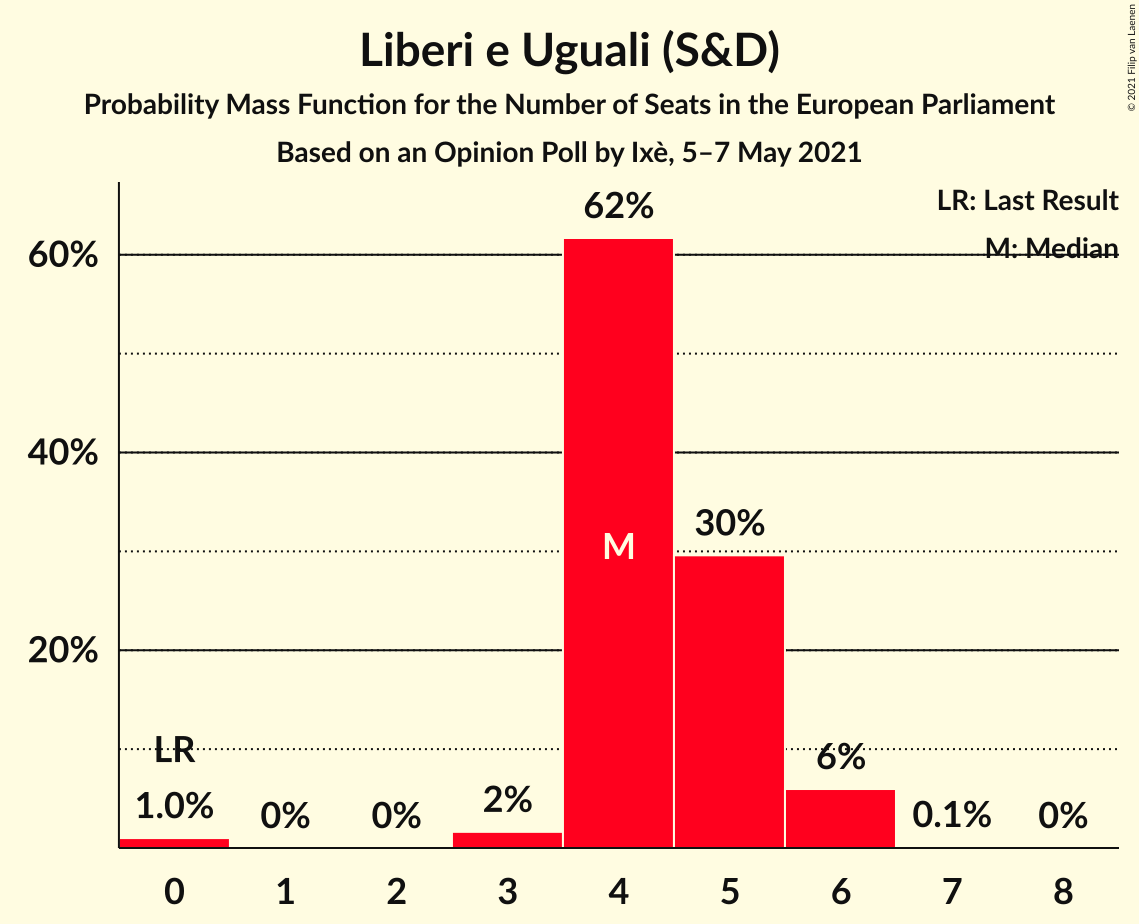 Liberi e Uguali (S&D)
Probability Mass Function for the Number of Seats in the European Parliament
Based on an Opinion Poll by Ixè, 5–7 May 2021
© 2021 Filip van Laenen
LR: Last Result
M: Median
60%
40%
20%
62%
30%
M
LR
1.0%
0%
0%
2%
6%
0.1%
0%
0 1 2 3 4 5 6 7 8